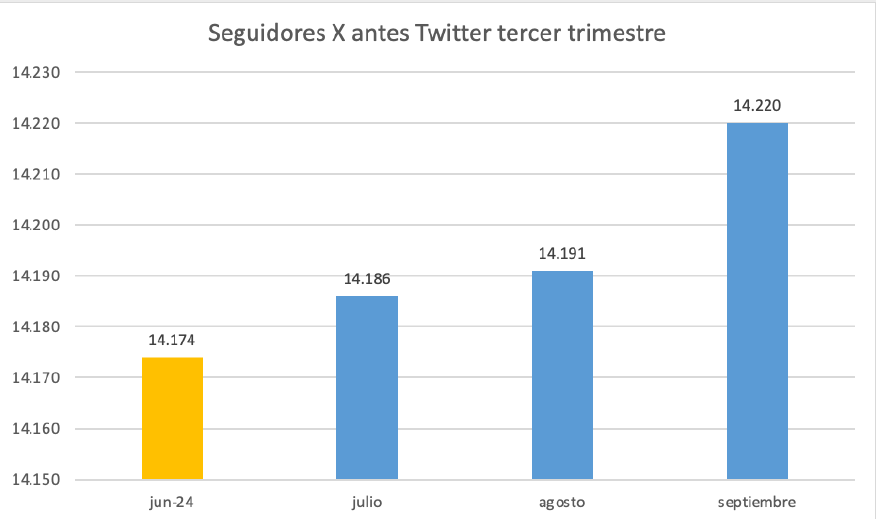 Seguidores X antes Twitter tercer trimestre
14.230
14.220
14.210
14.200
14.190
14.180
14.170
14.160
14.150
14.174
14.186
14.191
14.220
jun-24
julio
agosto
septiembre